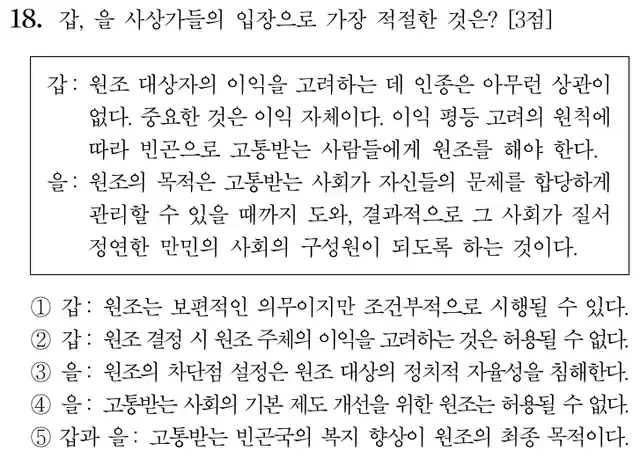 18. 갑, 을 사상가들의 입장으로 가장 적절한 것은? [3점]
갑: 원조 대상자의 이익을 고려하는 데 인종은 아무런 상관이
없다. 중요한 것은 이익 자체이다. 이익 평등 고려의 원칙에
따라 빈곤으로 고통받는 사람들에게 원조를 해야 한다.
을: 원조의 목적은 고통받는 사회가 자신들의 문제를 합당하게
관리할 수 있을 때까지 도와, 결과적으로 그 사회가 질서
정연한 만민의 사회의 구성원이 되도록 하는 것이다.
① 갑: 원조는 보편적인 의무이지만 조건부적으로 시행될 수 있다.
② 갑: 원조 결정 시 원조 주체의 이익을 고려하는 것은 허용될 수 없다.
③ 을: 원조의 차단점 설정은 원조 대상의 정치적 자율성을 침해한다.
④ 을: 고통받는 사회의 기본 제도 개선을 위한 원조는 허용될 수 없다.
⑤ 갑과 을: 고통받는 빈곤국의 복지 향상이 원조의 최종 목적이다.